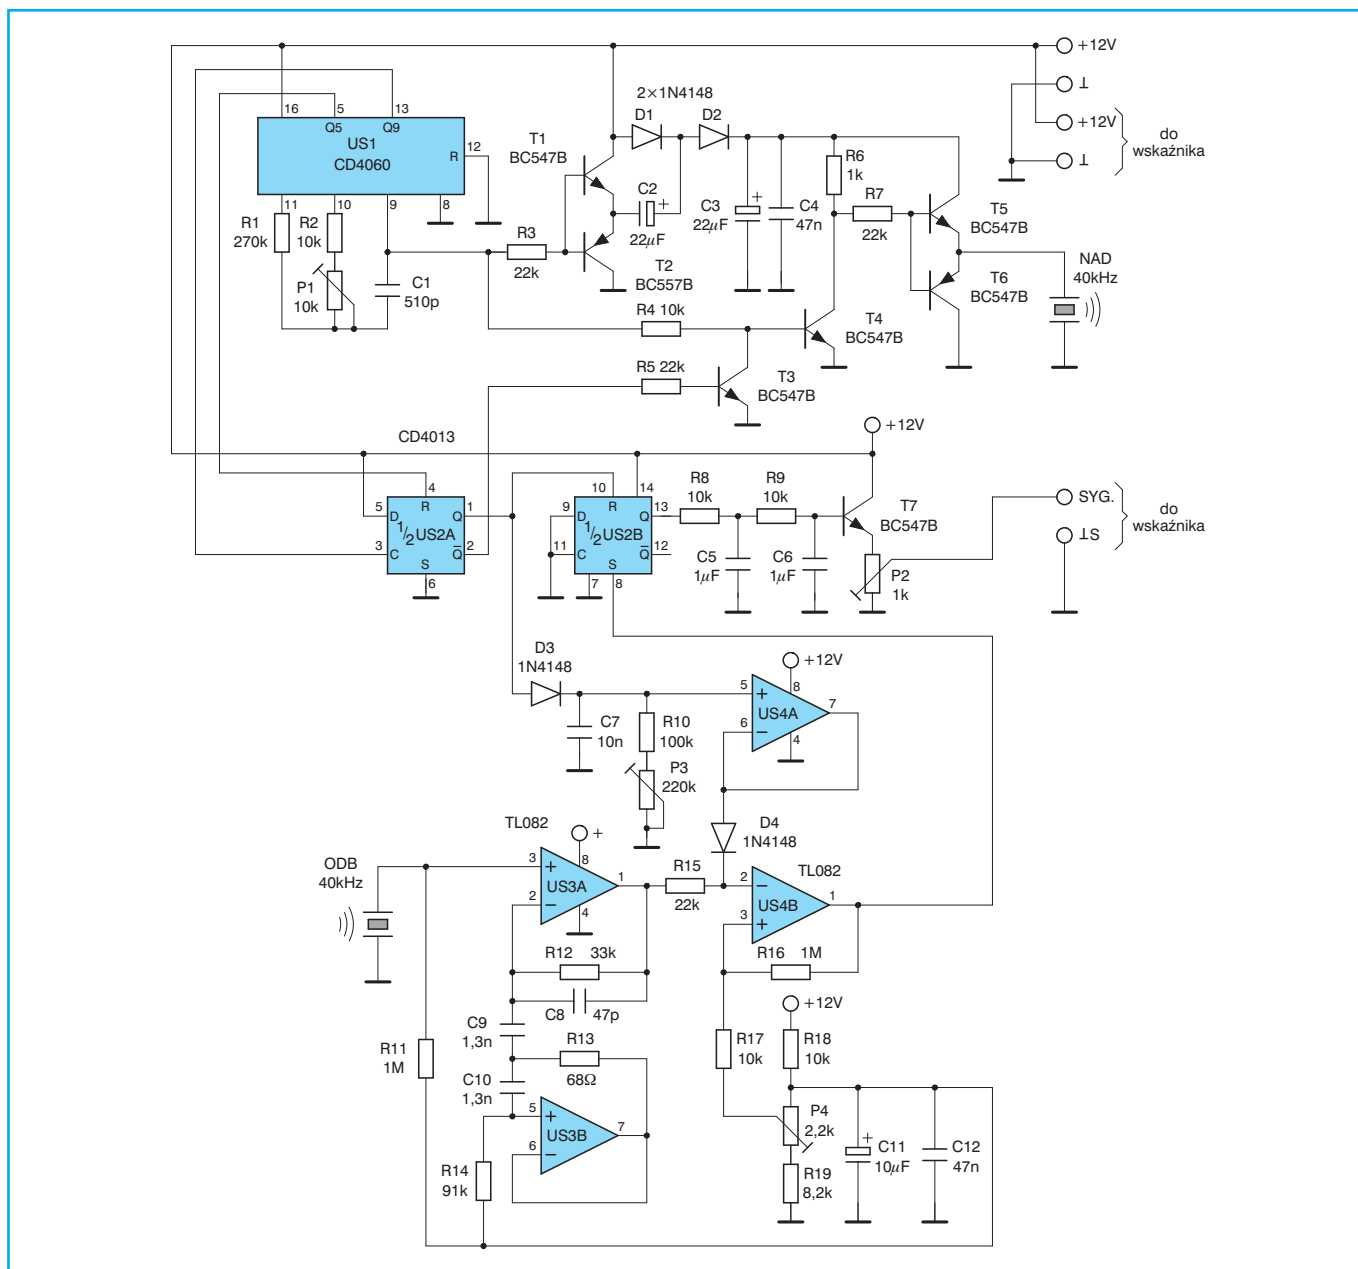 +12V
⊥
+12V
⊥
do
wskaźnika
2×1N4148
D1
D2
16
5
13
Q5
Q9
US1
CD4060
R
12
11
10
9
8
R1
270k
R2
10k
P1
10k
C1
510p
R3
22k
T1
BC547B
T2
BC557B
C2
+
22µF
C3
22µF
+
C4
47n
R6
1k
R7
22k
T5
BC547B
T6
BC547B
NAD
40kHz
R4 10k
T4
BC547B
R5 22k
T3
BC547B
CD4013
+12V
4
R
5
D
1
Q
1/2US2A
3
C
2
Q̅
S
6
10
14
R
9
D
13
Q
1/2US2B
11
C
12
Q̅
S
7
8
R8
10k
R9
10k
C5
1µF
C6
1µF
T7
BC547B
P2
1k
SYG.
⊥S
do
wskaźnika
D3
1N4148
C7
10n
R10
100k
P3
220k
+12V
5
+
8
US4A
7
6
−
4
D4
1N4148
TL082
+
ODB
40kHz
3
+
8
US3A
1
2
−
4
R15
22k
TL082
2
−
US4B
1
3
+
R12 33k
C8
47p
R16 1M
C9
1,3n
R13
68Ω
C10
1,3n
R11
1M
5
+
US3B
7
6
−
R14
91k
+12V
R17
10k
R18
10k
P4
2,2k
R19
8,2k
C11
10µF
+
C12
47n